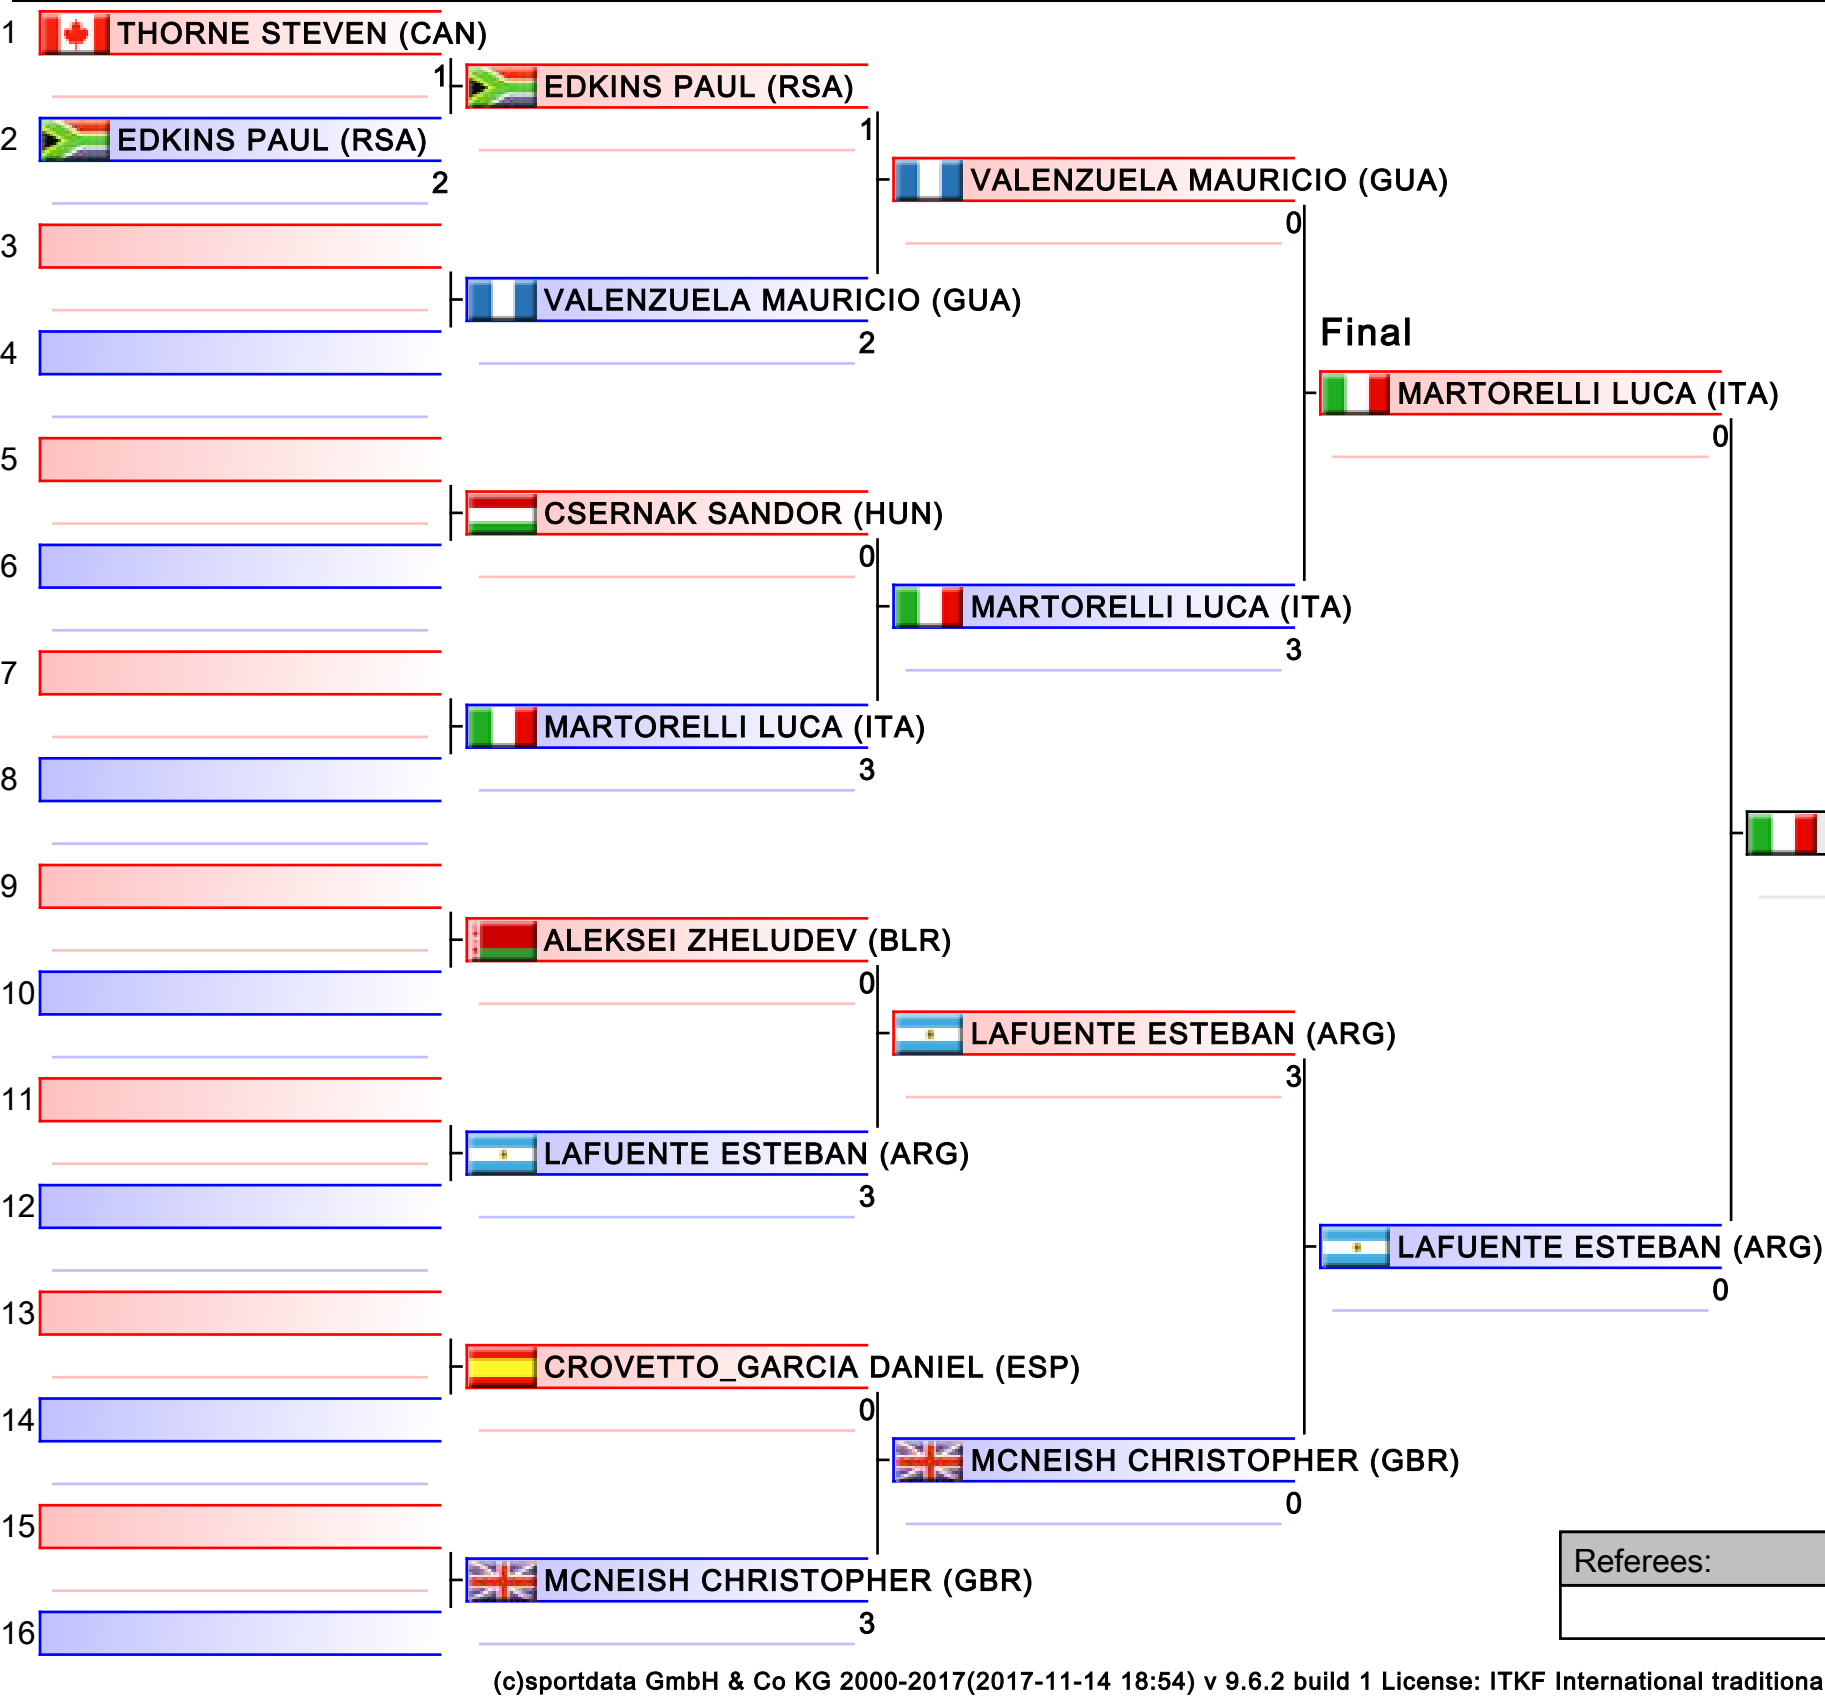 1 THORNE STEVEN (CAN)
1
EDKINS PAUL (RSA)
1
2 EDKINS PAUL (RSA)
2
VALENZUELA MAURICIO (GUA)
0
3
VALENZUELA MAURICIO (GUA)
2
4
Final
MARTORELLI LUCA (ITA)
0
5
CSERNAK SANDOR (HUN)
0
6
MARTORELLI LUCA (ITA)
3
7
MARTORELLI LUCA (ITA)
3
8
9
ALEKSEI ZHELUDEV (BLR)
0
10
LAFUENTE ESTEBAN (ARG)
3
11
LAFUENTE ESTEBAN (ARG)
3
12
LAFUENTE ESTEBAN (ARG)
0
13
CROVETTO_GARCIA DANIEL (ESP)
0
14
MCNEISH CHRISTOPHER (GBR)
0
15
MCNEISH CHRISTOPHER (GBR)
3
16
Referees:
(c)sportdata GmbH & Co KG 2000-2017(2017-11-14 18:54) v 9.6.2 build 1 License: ITKF International traditiona